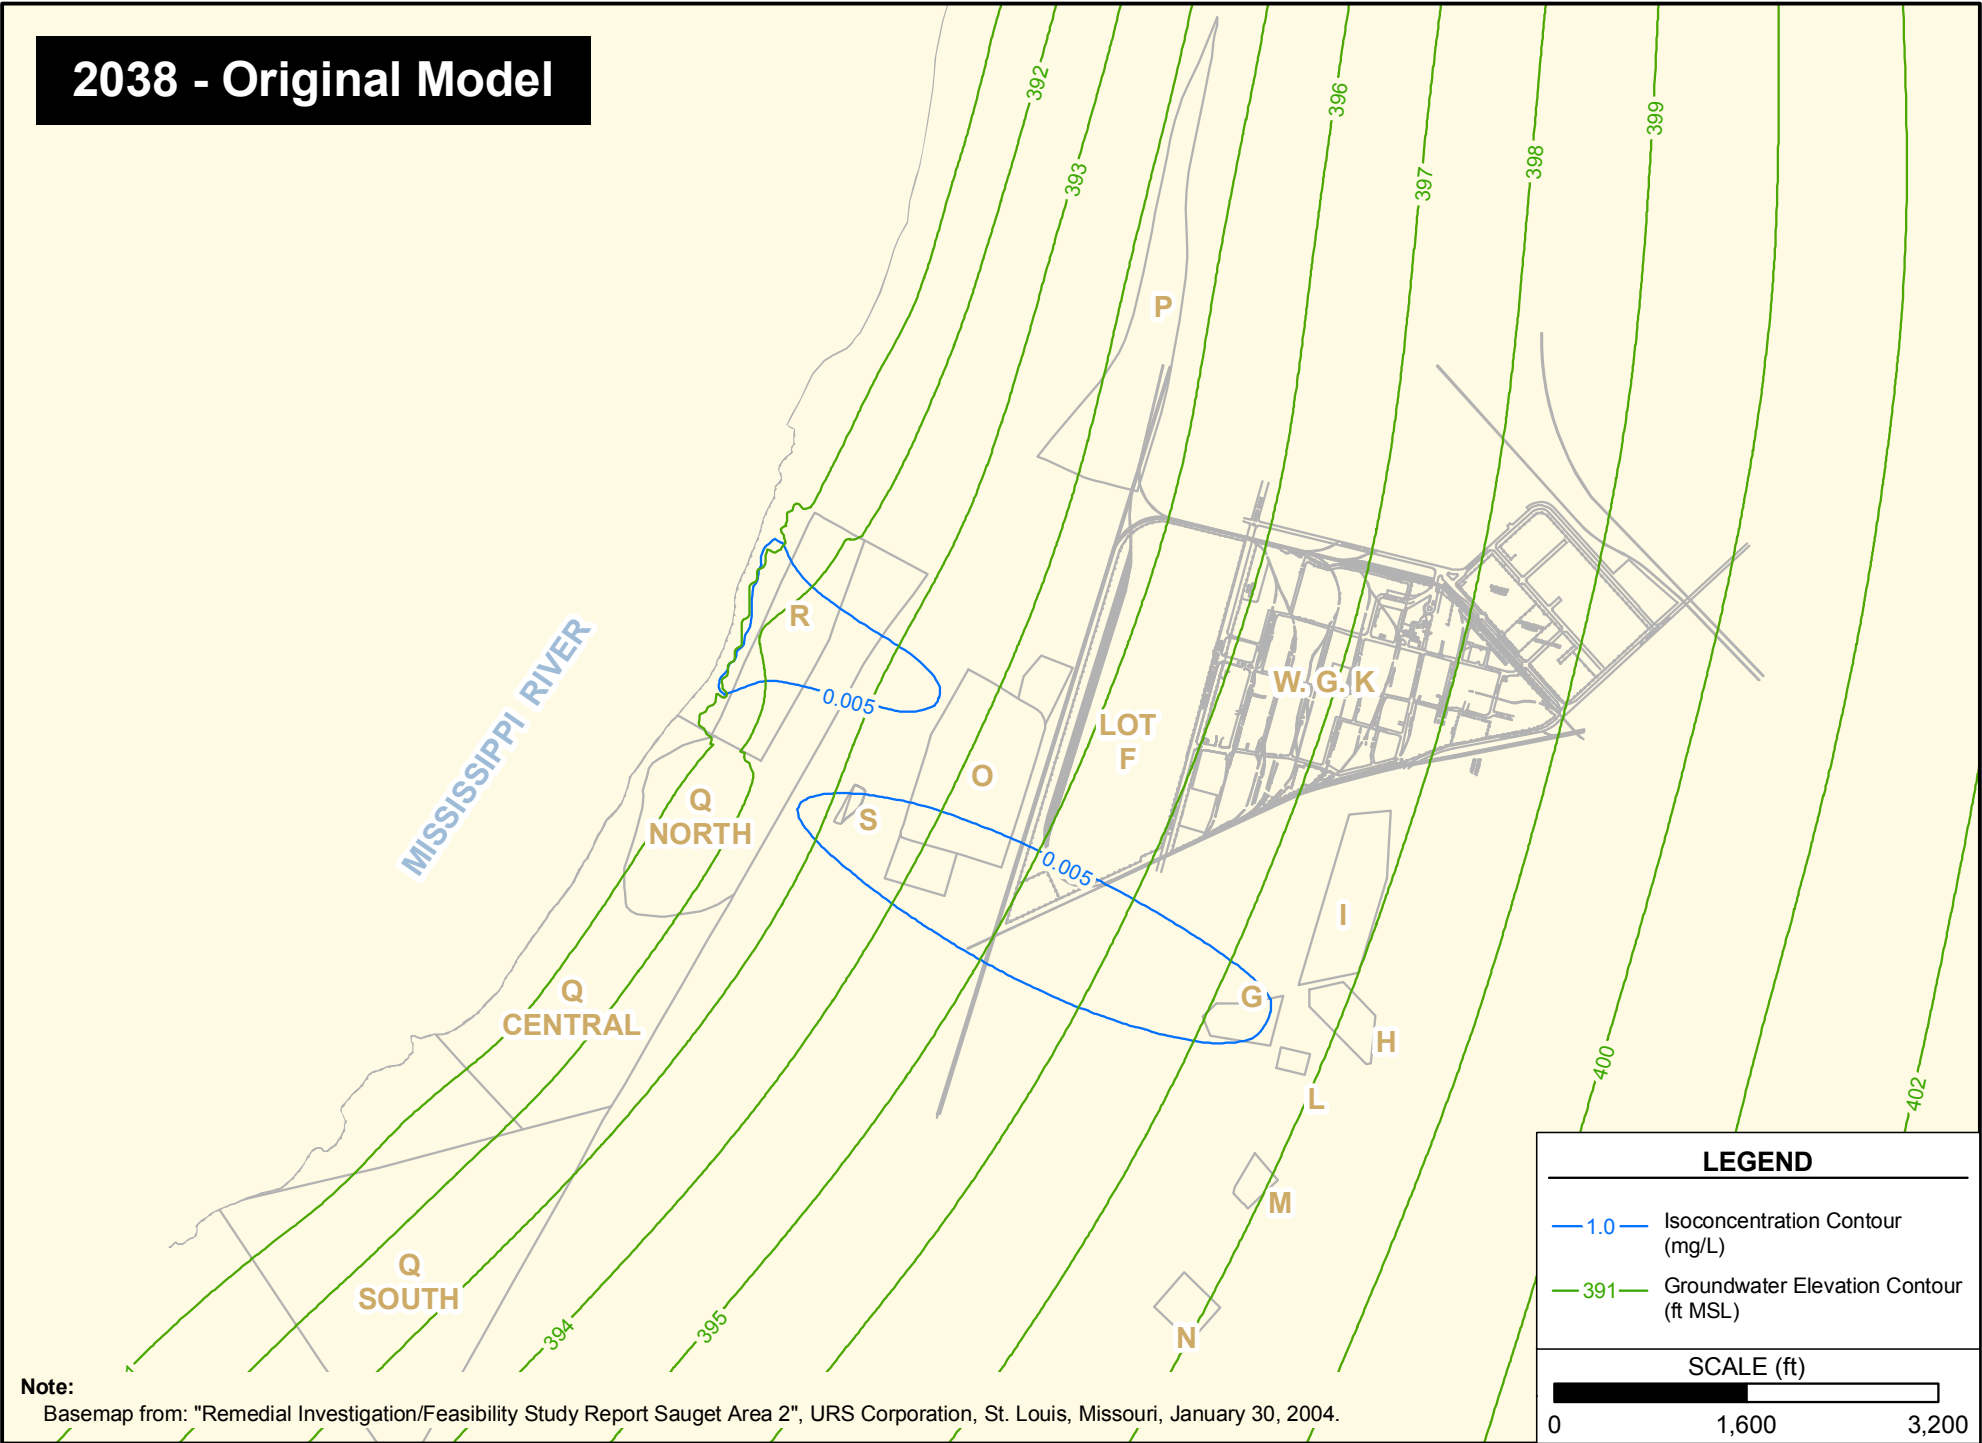 2038 - Original Model
392
393
396
397
398
399
P
R
0.005
MISSISSIPPI RIVER
W. G. K
LOT
F
O
S
Q
NORTH
0.005
I
G
H
Q
CENTRAL
L
400
402
M
Q
SOUTH
394
395
N
LEGEND
1.0 Isoconcentration Contour
(mg/L)
391 Groundwater Elevation Contour
(ft MSL)
SCALE (ft)
0 1,600 3,200
Note:
Basemap from: "Remedial Investigation/Feasibility Study Report Sauget Area 2", URS Corporation, St. Louis, Missouri, January 30, 2004.